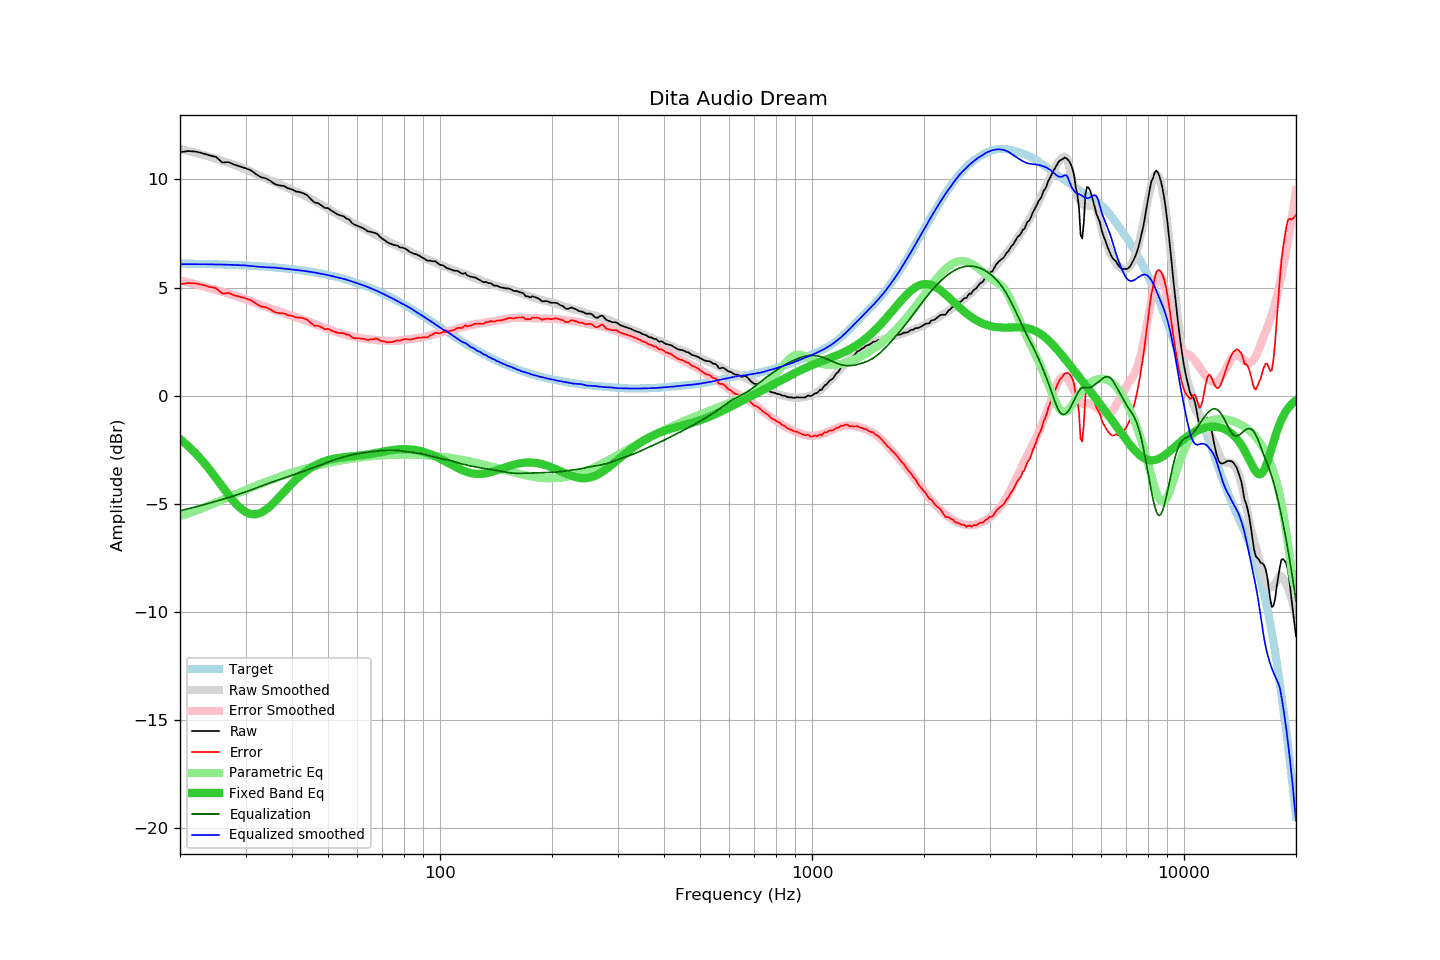 Dita Audio Dream
10
5
0
−5
−10
−15
−20
Amplitude (dBr)
Target
Raw Smoothed
Error Smoothed
Raw
Error
Parametric Eq
Fixed Band Eq
Equalization
Equalized smoothed
100
1000
10000
Frequency (Hz)